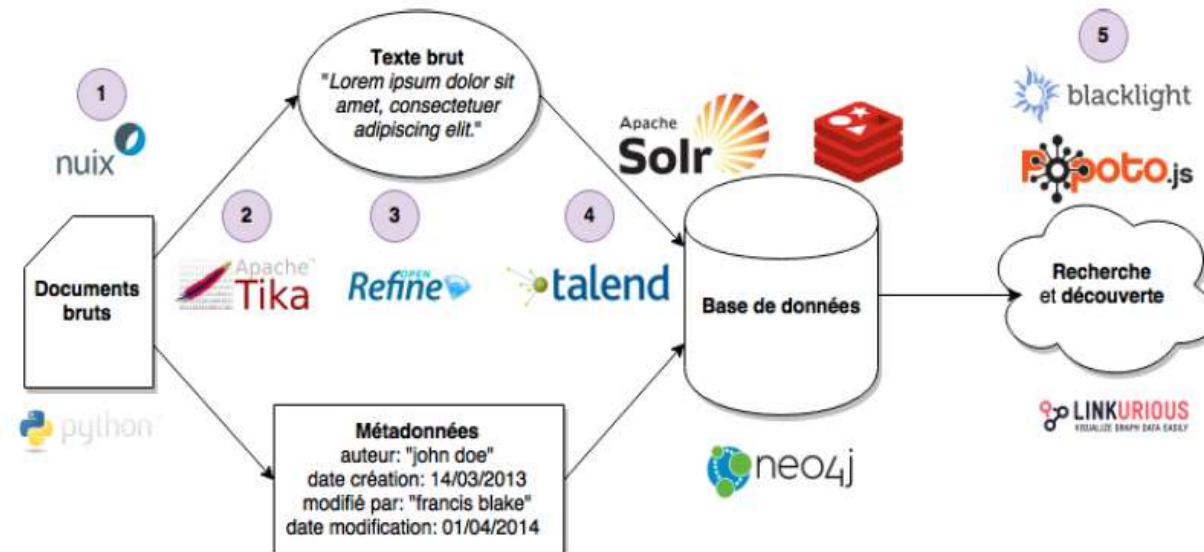 1
nuix
Documents
bruts
python
Texte brut
"Lorem ipsum dolor sit
amet, consectetuer
adipiscing elit."
2
Apache
Tika
3
OPEN
Refine
4
talend
Métadonnées
auteur: "john doe"
date création: 14/03/2013
modifié par: "francis blake"
date modification: 01/04/2014
Apache
Solr
Base de données
neo4j
5
blacklight
Popoto.js
Recherche
et découverte
LINKURIOUS
VISUALIZE GRAPH DATA EASILY